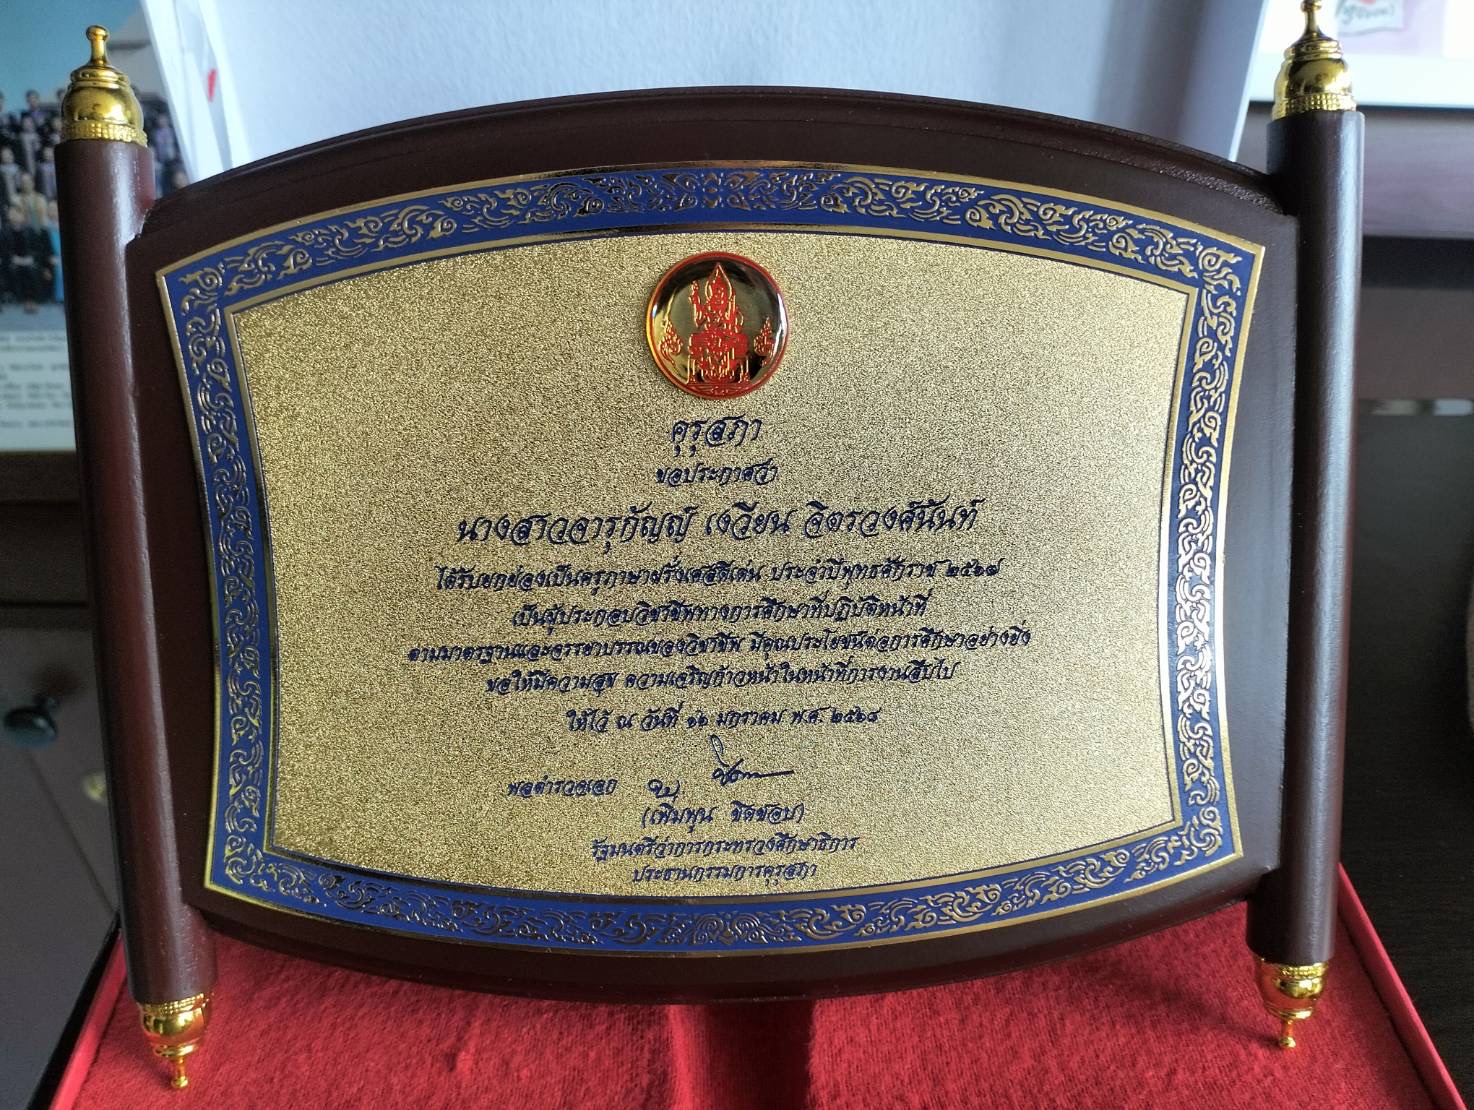 คุรุสภา
ขอประกาศว่า
นางสาวจารุกัญญ์ เงวียน จิตรวงศ์นันท์
ได้รับยกย่องเป็นครูภาษาฝรั่งเศสดีเด่น ประจำปีพุทธศักราช ๒๕๖๗
เป็นผู้ประกอบวิชาชีพทางการศึกษาที่ปฏิบัติหน้าที่
ตามมาตรฐานและจรรยาบรรณของวิชาชีพ มีคุณประโยชน์ต่อการศึกษาอย่างยิ่ง
ขอให้มีความสุข ความเจริญก้าวหน้าในหน้าที่การงานสืบไป
ให้ไว้ ณ วันที่ ๑๖ มกราคม พ.ศ. ๒๕๖๘
พลตำรวจเอก
(เพิ่มพูน ชิดชอบ)
รัฐมนตรีว่าการกระทรวงศึกษาธิการ
ประธานกรรมการคุรุสภา